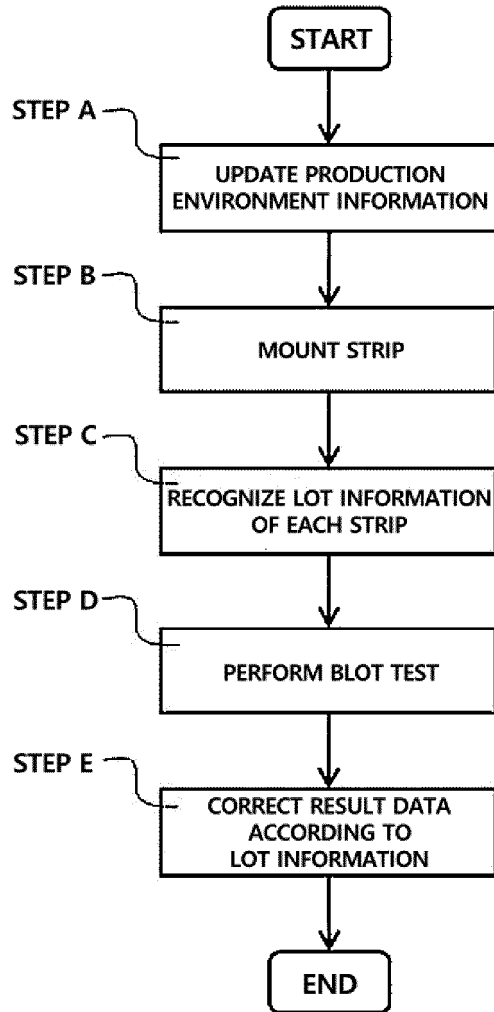 START
STEP A
UPDATE PRODUCTION
ENVIRONMENT INFORMATION
STEP B
MOUNT STRIP
STEP C
RECOGNIZE LOT INFORMATION
OF EACH STRIP
STEP D
PERFORM BLOT TEST
STEP E
CORRECT RESULT DATA
ACCORDING TO
LOT INFORMATION
END